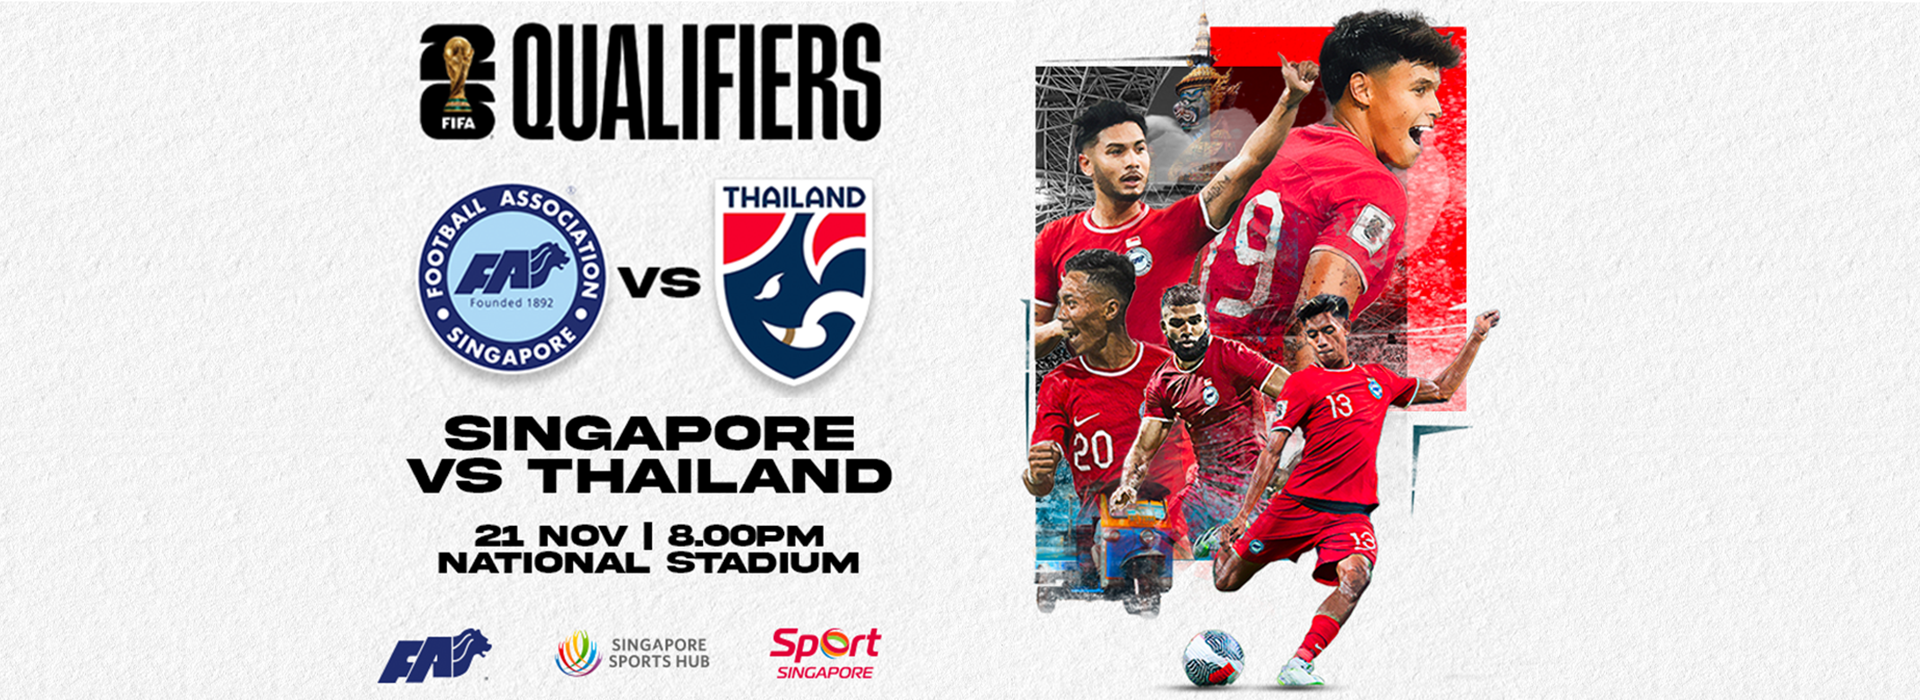 26
FIFA
QUALIFIERS
FOOTBALL ASSOCIATION
FAS
Founded 1892
SINGAPORE
VS
THAILAND
SINGAPORE
VS THAILAND
21 NOV | 8.00PM
NATIONAL STADIUM
FAS
SINGAPORE
SPORTS HUB
Sport
SINGAPORE
19
20
13
13